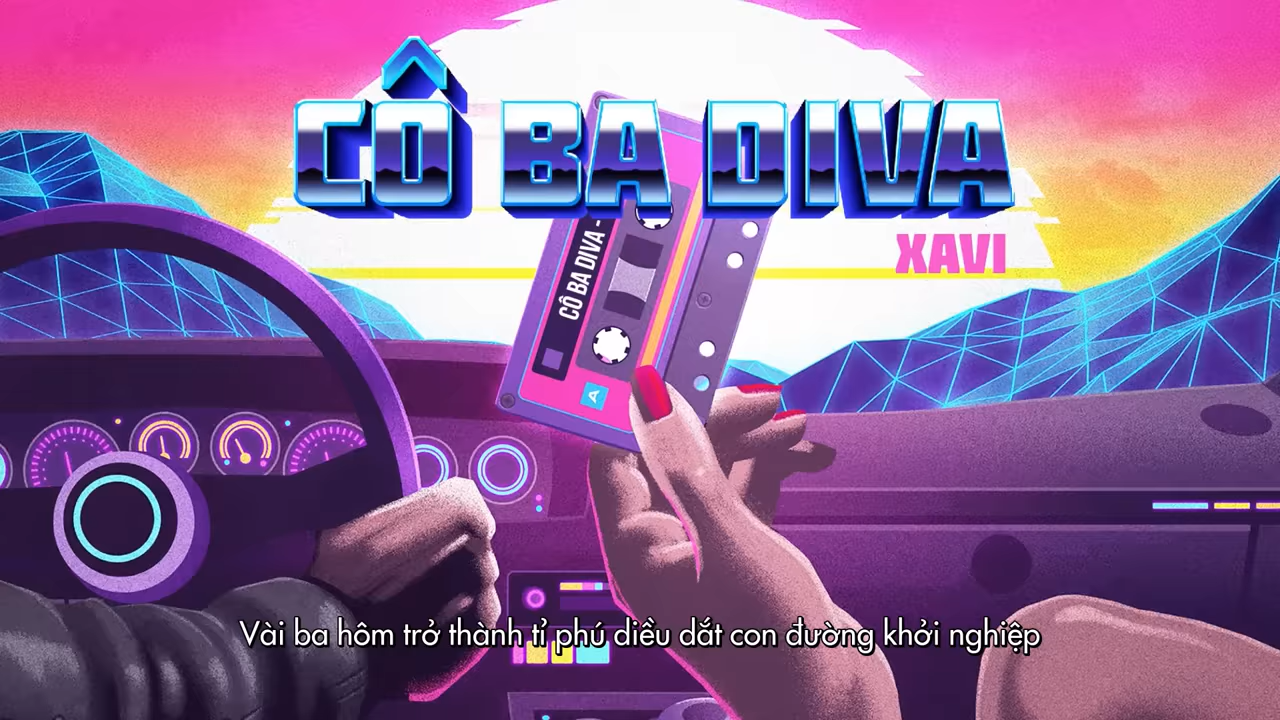 CÔ BA DIVA
XAVI
CÔ BA DIVA -
A
Vài ba hôm trở thành tỉ phú diều dắt con đường khởi nghiệp